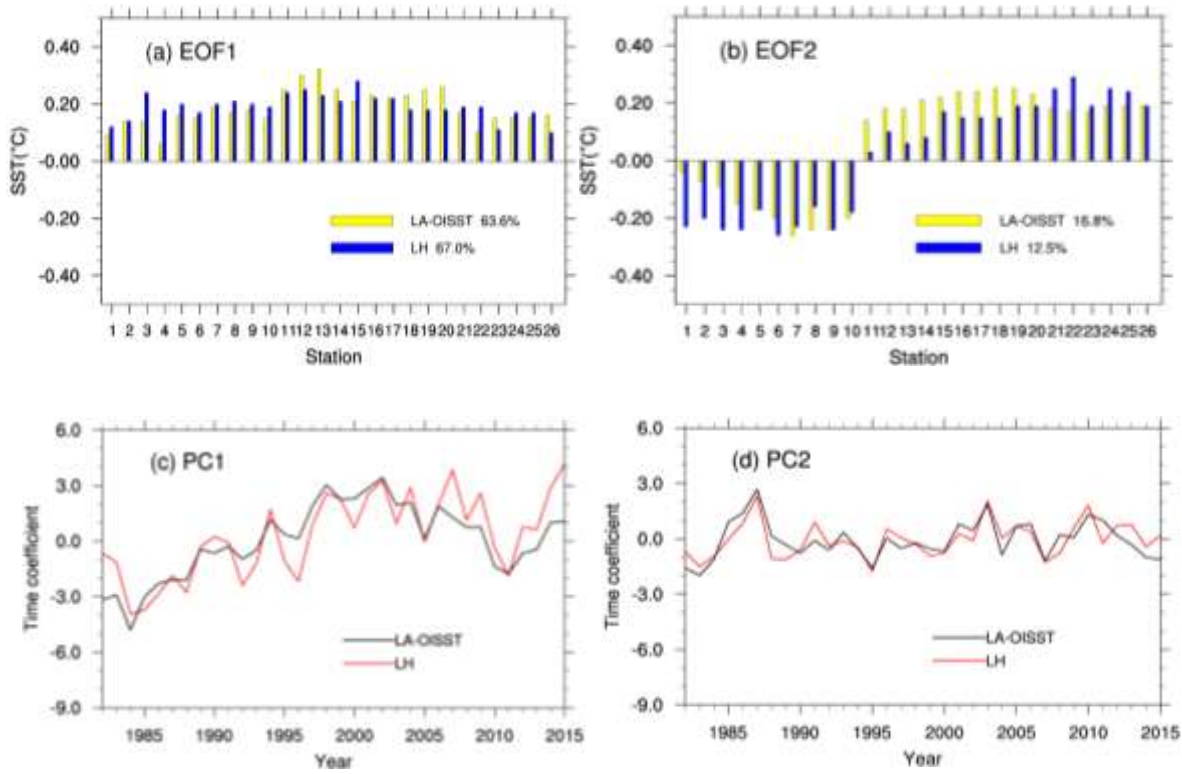 (a) EOF1
0.40
0.20
-0.00
-0.20
-0.40
SST(°C)
LA-OISST 63.6%
LH 67.0%
1 2 3 4 5 6 7 8 9 10 11 12 13 14 15 16 17 18 19 20 21 22 23 24 25 26
Station
(b) EOF2
0.40
0.20
-0.00
-0.20
-0.40
SST(°C)
LA-OISST 16.8%
LH 12.5%
1 2 3 4 5 6 7 8 9 10 11 12 13 14 15 16 17 18 19 20 21 22 23 24 25 26
Station
(c) PC1
6.0
3.0
0.0
-3.0
-6.0
-9.0
Time coefficient
LA-OISST
LH
1985 1990 1995 2000 2005 2010 2015
Year
(d) PC2
6.0
3.0
0.0
-3.0
-6.0
-9.0
Time coefficient
LA-OISST
LH
1985 1990 1995 2000 2005 2010 2015
Year